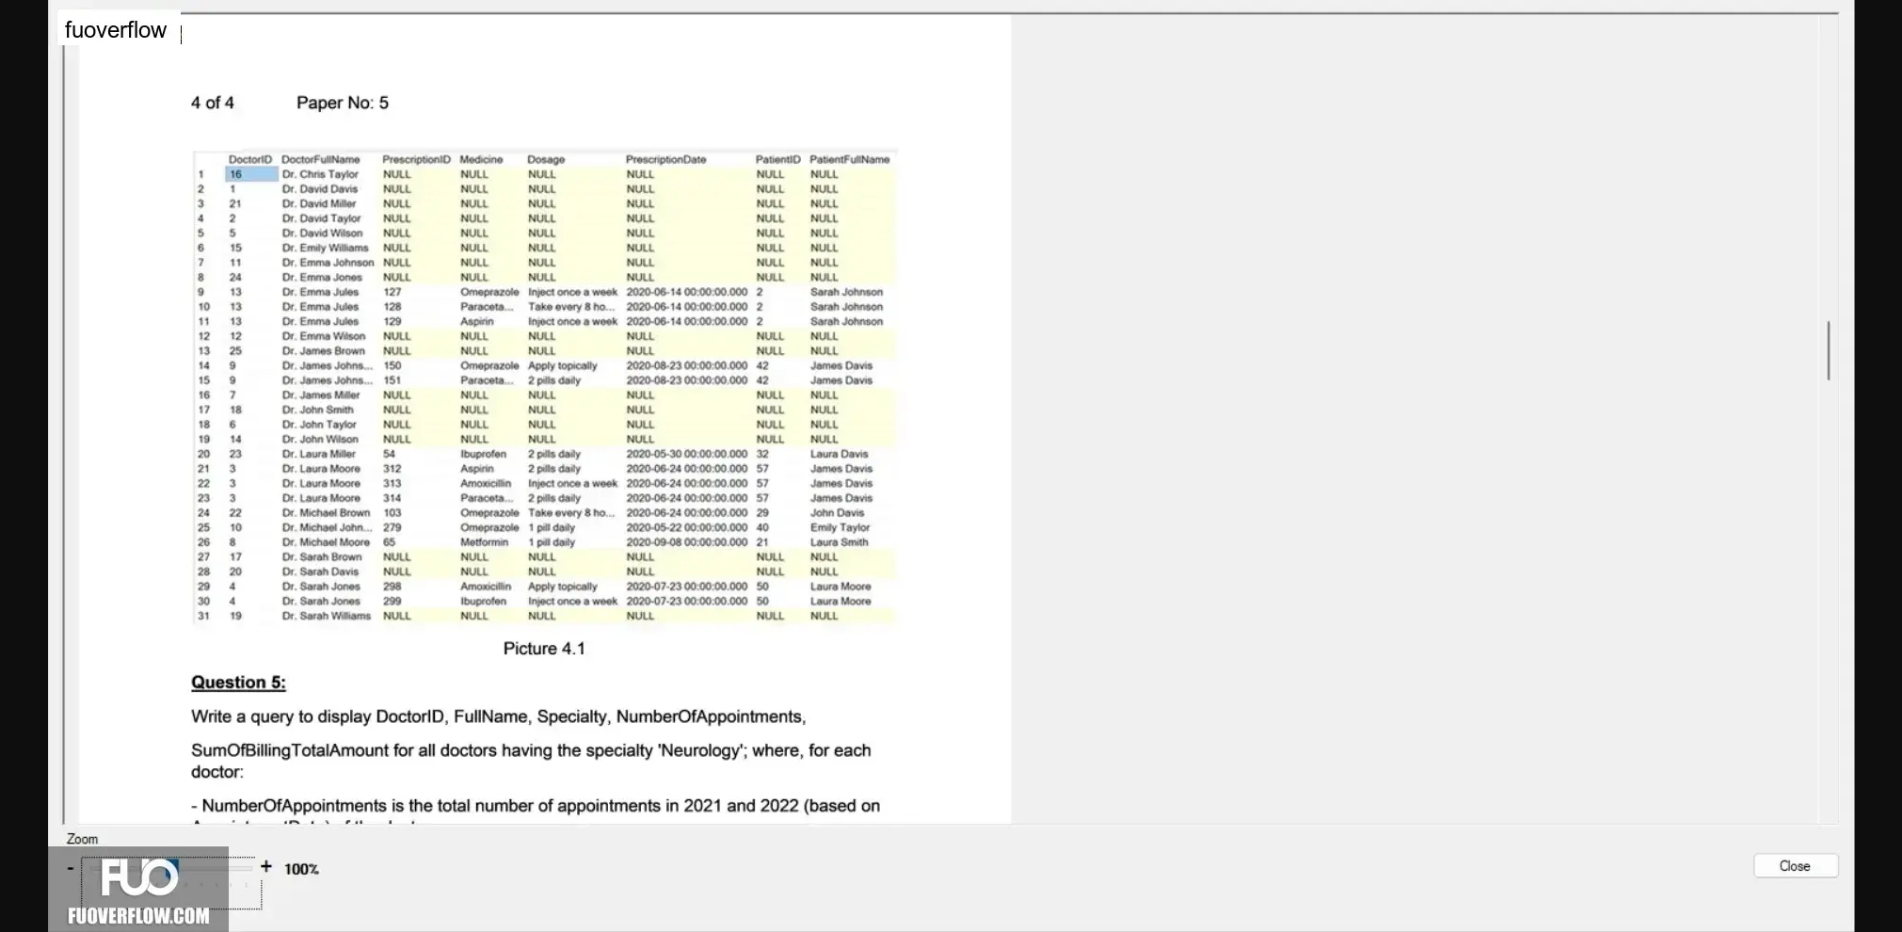 fuoverflow
4 of 4 Paper No: 5
DoctorID DoctorFullName PrescriptionID Medicine Dosage PrescriptionDate PatientID PatientFullName
1 16 Dr. Chris Taylor NULL NULL NULL NULL NULL NULL
2 1 Dr. David Davis NULL NULL NULL NULL NULL NULL
3 21 Dr. David Miller NULL NULL NULL NULL NULL NULL
4 2 Dr. David Taylor NULL NULL NULL NULL NULL NULL
5 5 Dr. David Wilson NULL NULL NULL NULL NULL NULL
6 15 Dr. Emily Williams NULL NULL NULL NULL NULL NULL
7 11 Dr. Emma Johnson NULL NULL NULL NULL NULL NULL
8 24 Dr. Emma Jones NULL NULL NULL NULL NULL NULL
9 13 Dr. Emma Jules 127 Omeprazole Inject once a week 2020-06-14 00:00:00.000 2 Sarah Johnson
10 13 Dr. Emma Jules 128 Paraceta... Take every 8 ho... 2020-06-14 00:00:00.000 2 Sarah Johnson
11 13 Dr. Emma Jules 129 Aspirin Inject once a week 2020-06-14 00:00:00.000 2 Sarah Johnson
12 12 Dr. Emma Wilson NULL NULL NULL NULL NULL NULL
13 25 Dr. James Brown NULL NULL NULL NULL NULL NULL
14 9 Dr. James Johns... 150 Omeprazole Apply topically 2020-08-23 00:00:00.000 42 James Davis
15 9 Dr. James Johns... 151 Paraceta... 2 pills daily 2020-08-23 00:00:00.000 42 James Davis
16 7 Dr. James Miller NULL NULL NULL NULL NULL NULL
17 18 Dr. John Smith NULL NULL NULL NULL NULL NULL
18 6 Dr. John Taylor NULL NULL NULL NULL NULL NULL
19 14 Dr. John Wilson NULL NULL NULL NULL NULL NULL
20 23 Dr. Laura Miller 54 Ibuprofen 2 pills daily 2020-05-30 00:00:00.000 32 Laura Davis
21 3 Dr. Laura Moore 312 Aspirin 2 pills daily 2020-06-24 00:00:00.000 57 James Davis
22 3 Dr. Laura Moore 313 Amoxicillin Inject once a week 2020-06-24 00:00:00.000 57 James Davis
23 3 Dr. Laura Moore 314 Paraceta... 2 pills daily 2020-06-24 00:00:00.000 57 James Davis
24 22 Dr. Michael Brown 103 Omeprazole Take every 8 ho... 2020-06-24 00:00:00.000 29 John Davis
25 10 Dr. Michael John... 279 Omeprazole 1 pill daily 2020-05-22 00:00:00.000 40 Emily Taylor
26 8 Dr. Michael Moore 65 Metformin 1 pill daily 2020-09-08 00:00:00.000 21 Laura Smith
27 17 Dr. Sarah Brown NULL NULL NULL NULL NULL NULL
28 20 Dr. Sarah Davis NULL NULL NULL NULL NULL NULL
29 4 Dr. Sarah Jones 298 Amoxicillin Apply topically 2020-07-23 00:00:00.000 50 Laura Moore
30 4 Dr. Sarah Jones 299 Ibuprofen Inject once a week 2020-07-23 00:00:00.000 50 Laura Moore
31 19 Dr. Sarah Williams NULL NULL NULL NULL NULL NULL
Picture 4.1
Question 5:
Write a query to display DoctorID, FullName, Specialty, NumberOfAppointments,
SumOfBillingTotalAmount for all doctors having the specialty 'Neurology'; where, for each
doctor:
- NumberOfAppointments is the total number of appointments in 2021 and 2022 (based on
Zoom
- + 100%
Close
FUO
FUOVERFLOW.COM